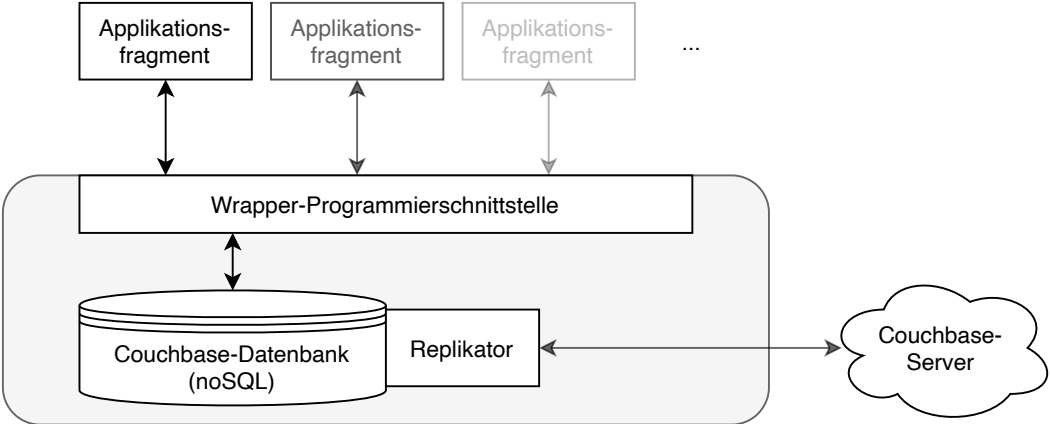 Applikations-
fragment
Applikations-
fragment
Applikations-
fragment
...
Wrapper-Programmierschnittstelle
Couchbase-Datenbank
(noSQL)
Replikator
Couchbase-
Server